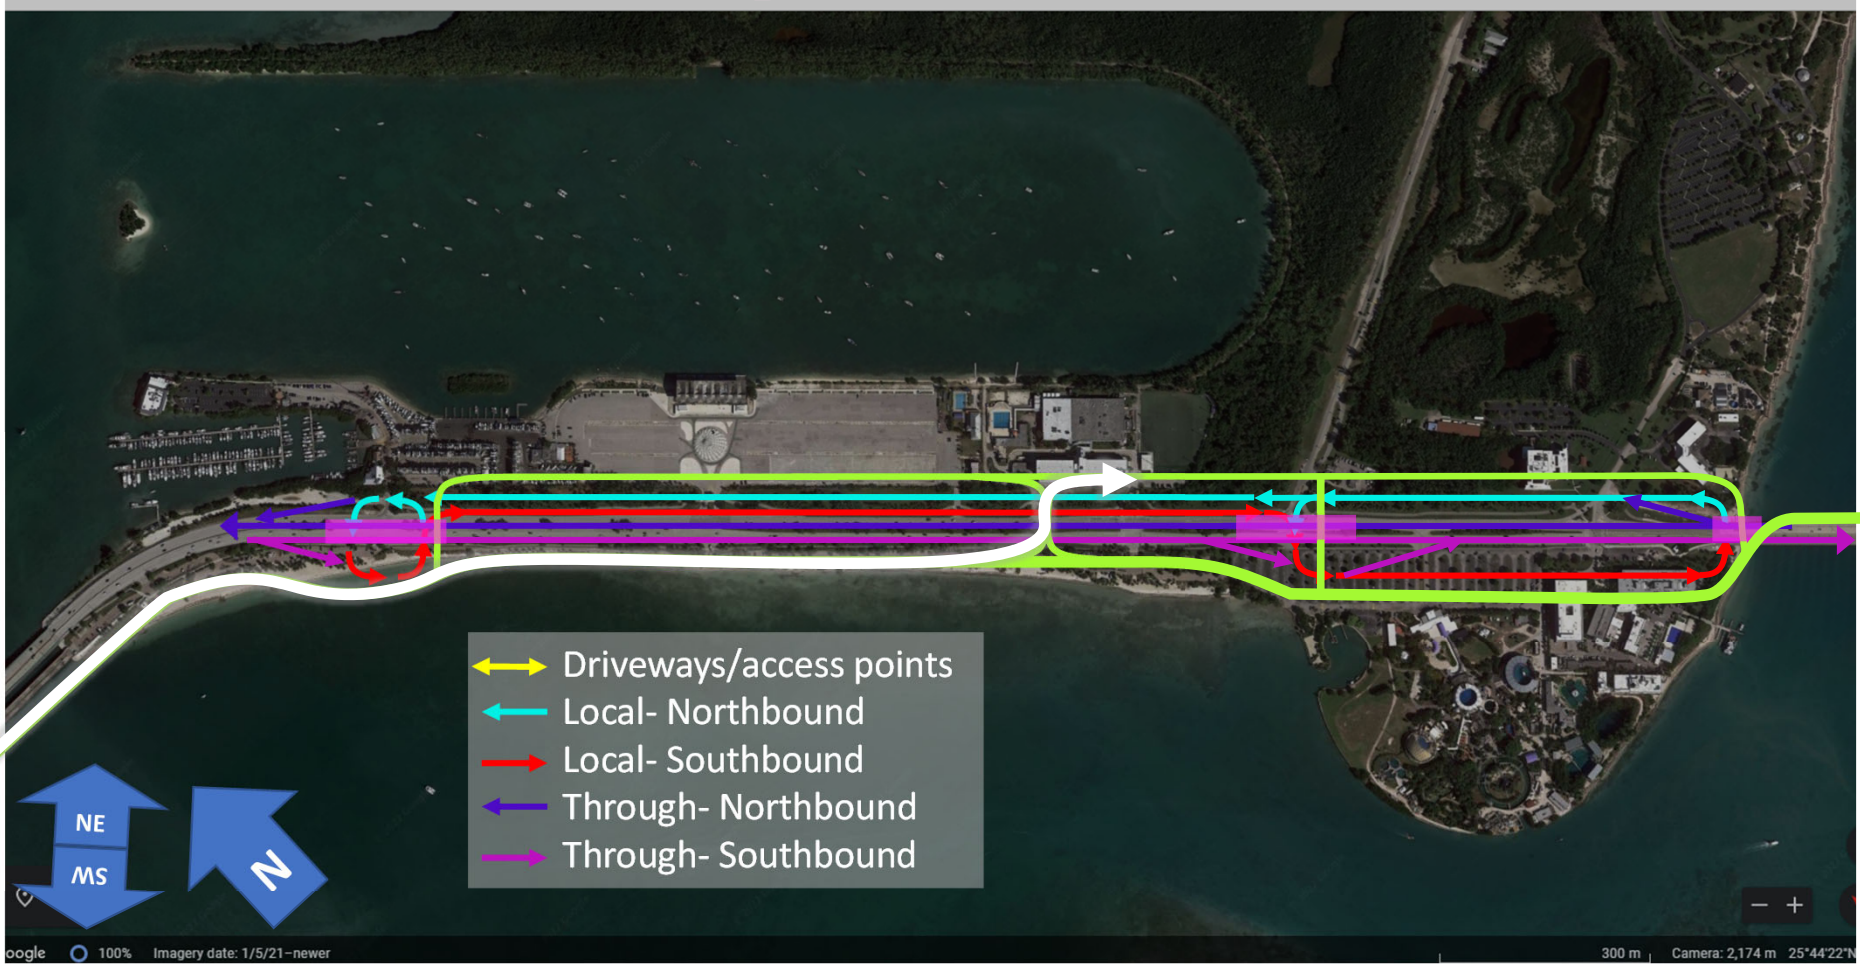 Driveways/access points
Local- Northbound
Local- Southbound
Through- Northbound
Through- Southbound
NE
SW
N
oogle 100% Imagery date: 1/5/21–newer 300 m Camera: 2,174 m 25°44'22"N